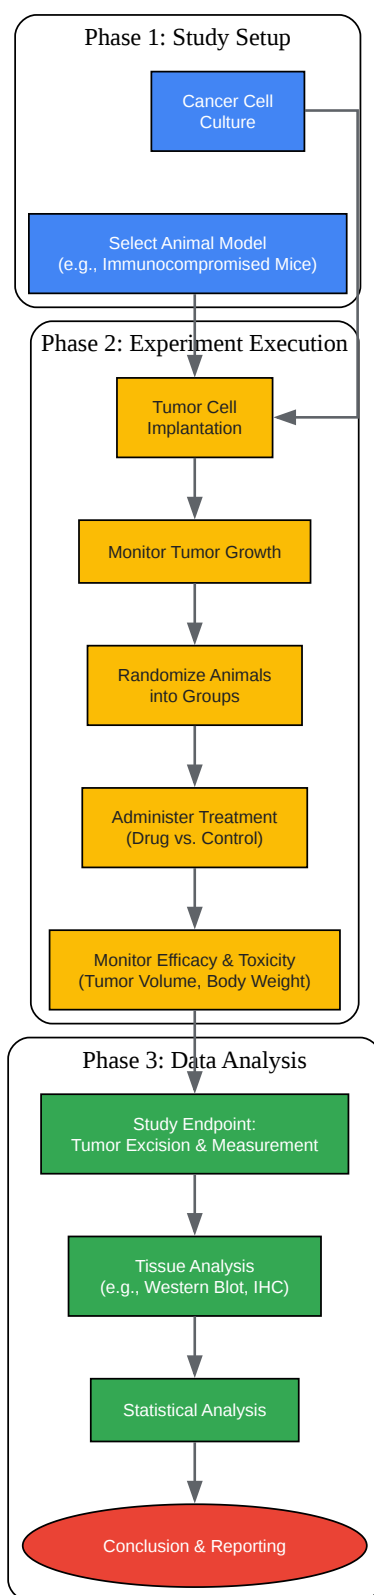 Phase 1: Study Setup
Cancer Cell
Culture
Select Animal Model
(e.g., Immunocompromised Mice)
Phase 2: Experiment Execution
Tumor Cell
Implantation
Monitor Tumor Growth
Randomize Animals
into Groups
Administer Treatment
(Drug vs. Control)
Monitor Efficacy & Toxicity
(Tumor Volume, Body Weight)
Phase 3: Data Analysis
Study Endpoint:
Tumor Excision & Measurement
Tissue Analysis
(e.g., Western Blot, IHC)
Statistical Analysis
Conclusion & Reporting